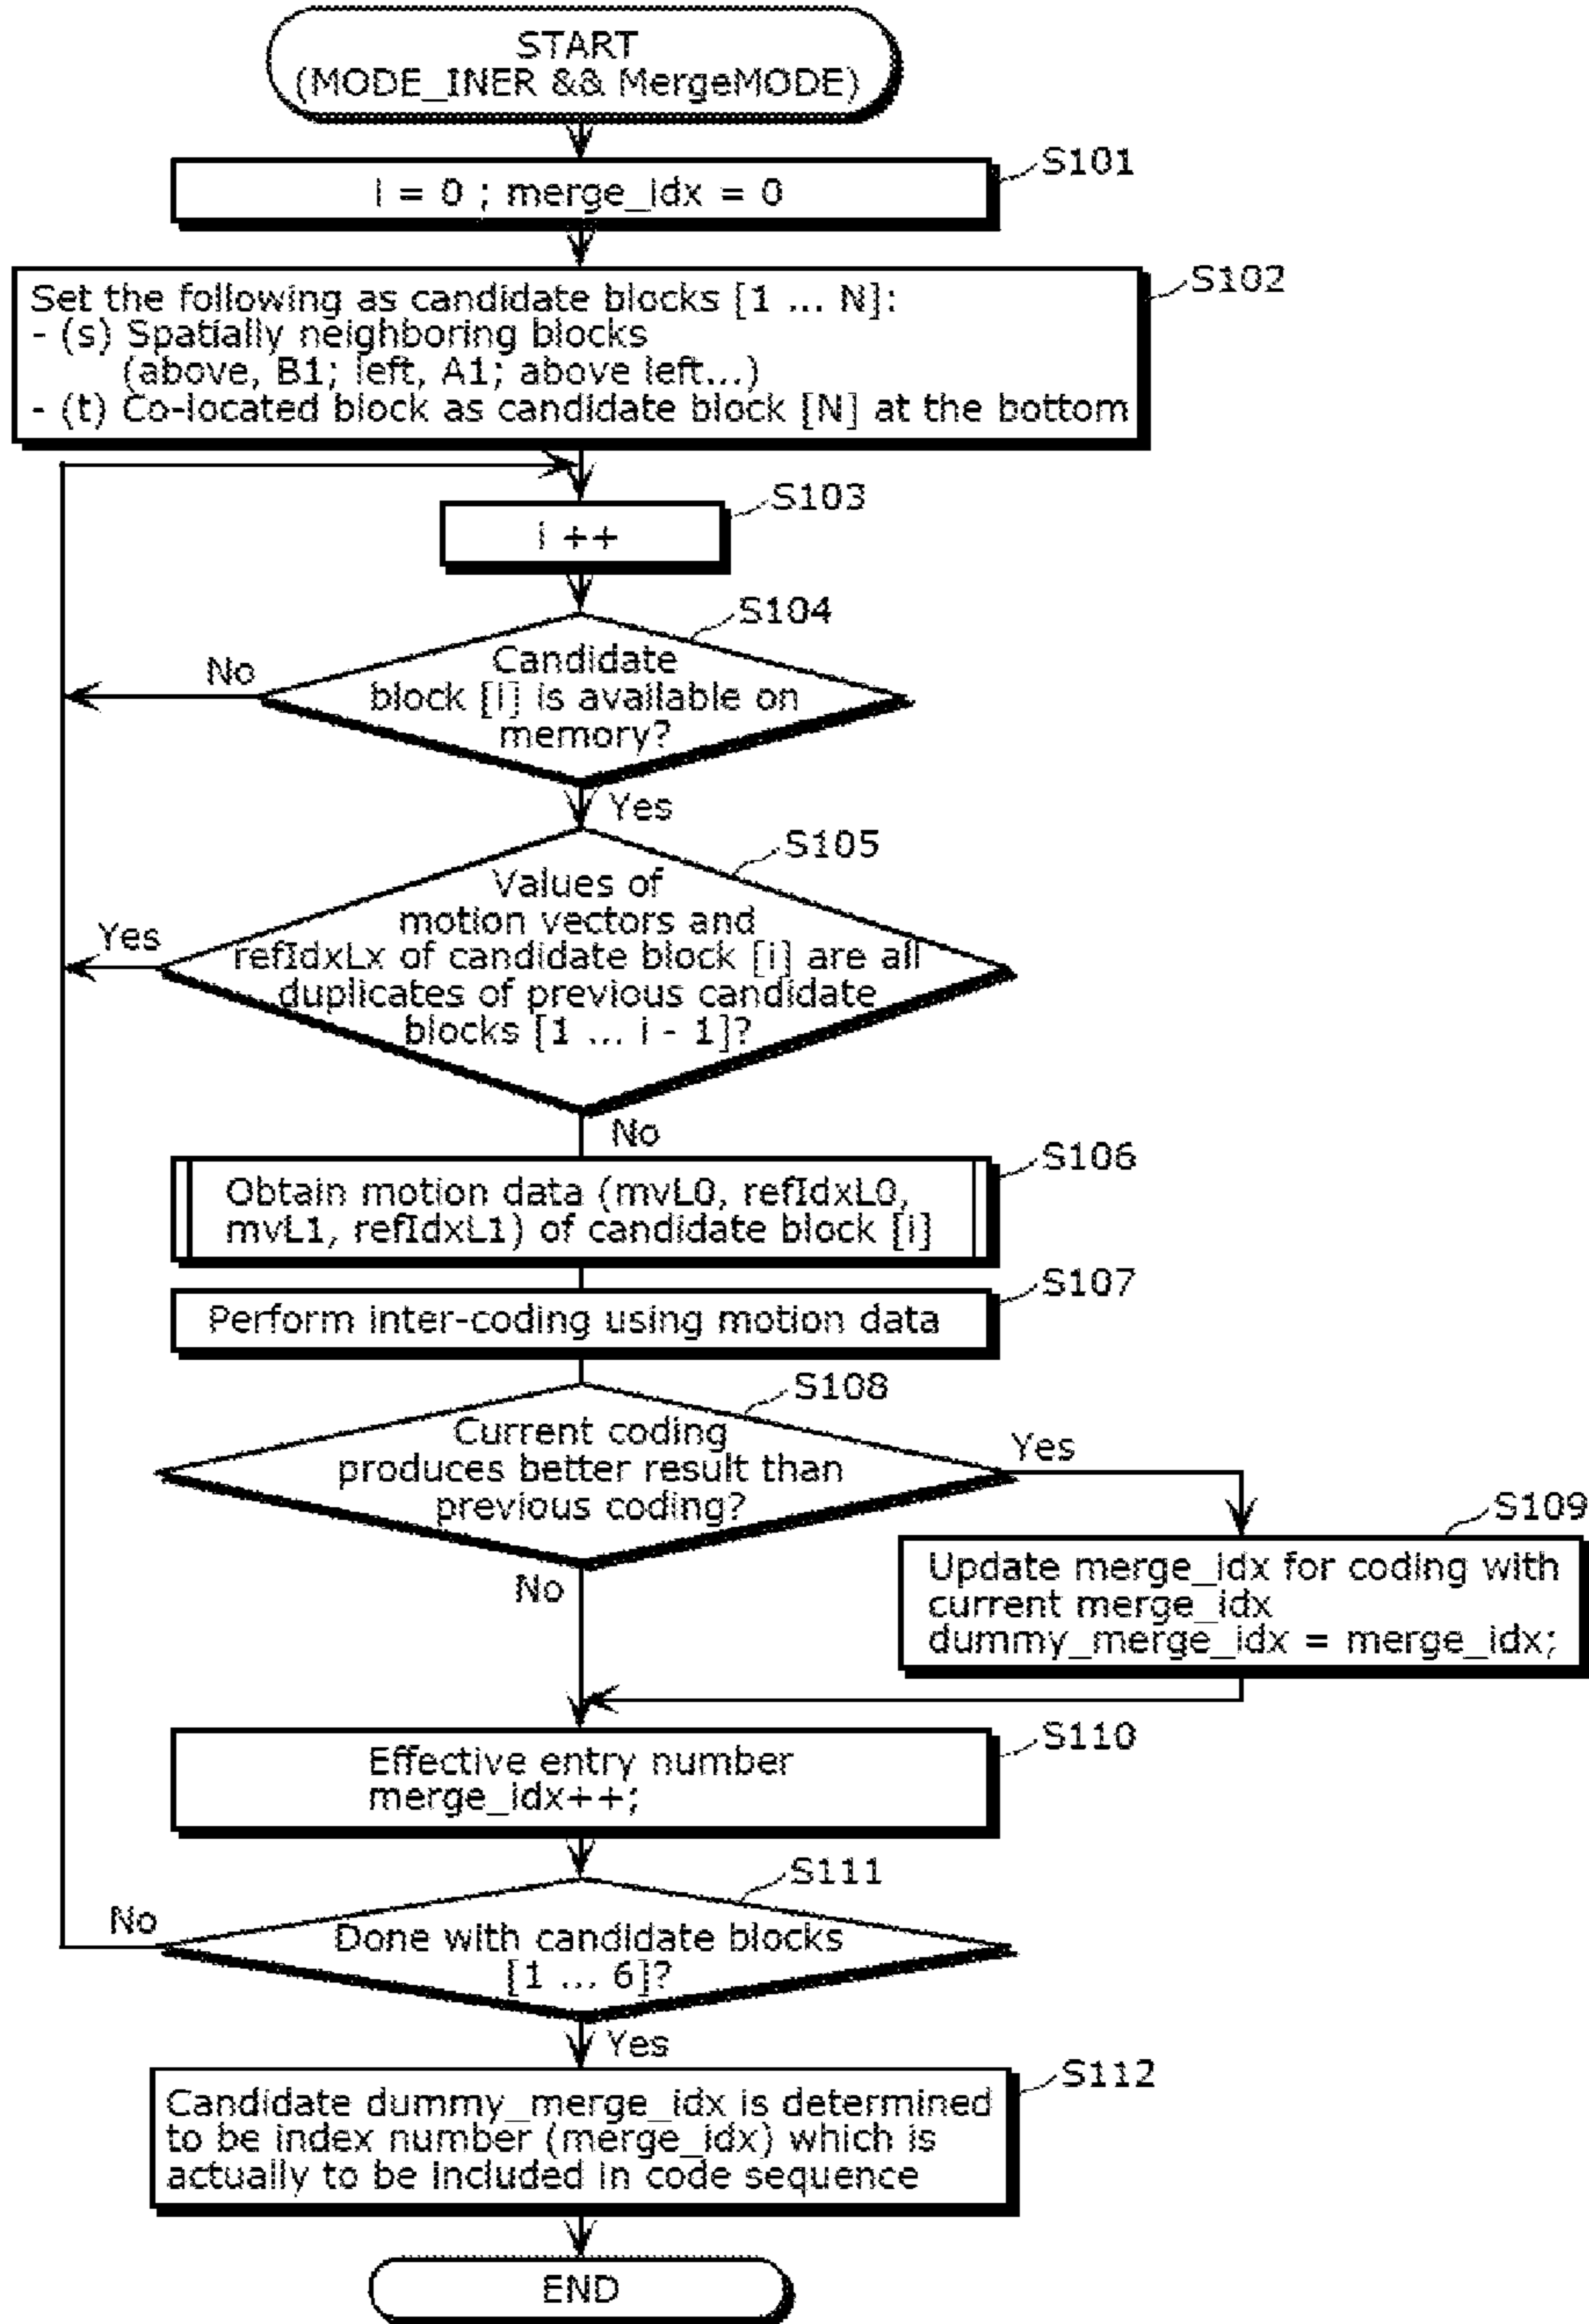 START
(MODE_INER && MergeMODE)
S101
i = 0 ; merge_idx = 0
S102
Set the following as candidate blocks [1 ... N]:
- (s) Spatially neighboring blocks
(above, B1; left, A1; above left...)
- (t) Co-located block as candidate block [N] at the bottom
S103
i ++
S104
No
Candidate
block [i] is available on
memory?
Yes
S105
Yes
Values of
motion vectors and
refIdxLx of candidate block [i] are all
duplicates of previous candidate
blocks [1 ... i - 1]?
No
S106
Obtain motion data (mvL0, refIdxL0,
mvL1, refIdxL1) of candidate block [i]
S107
Perform inter-coding using motion data
S108
Current coding
produces better result than
previous coding?
Yes
No
S109
Update merge_idx for coding with
current merge_idx
dummy_merge_idx = merge_idx;
S110
Effective entry number
merge_idx++;
S111
No
Done with candidate blocks
[1 ... 6]?
Yes
S112
Candidate dummy_merge_idx is determined
to be index number (merge_idx) which is
actually to be included in code sequence
END